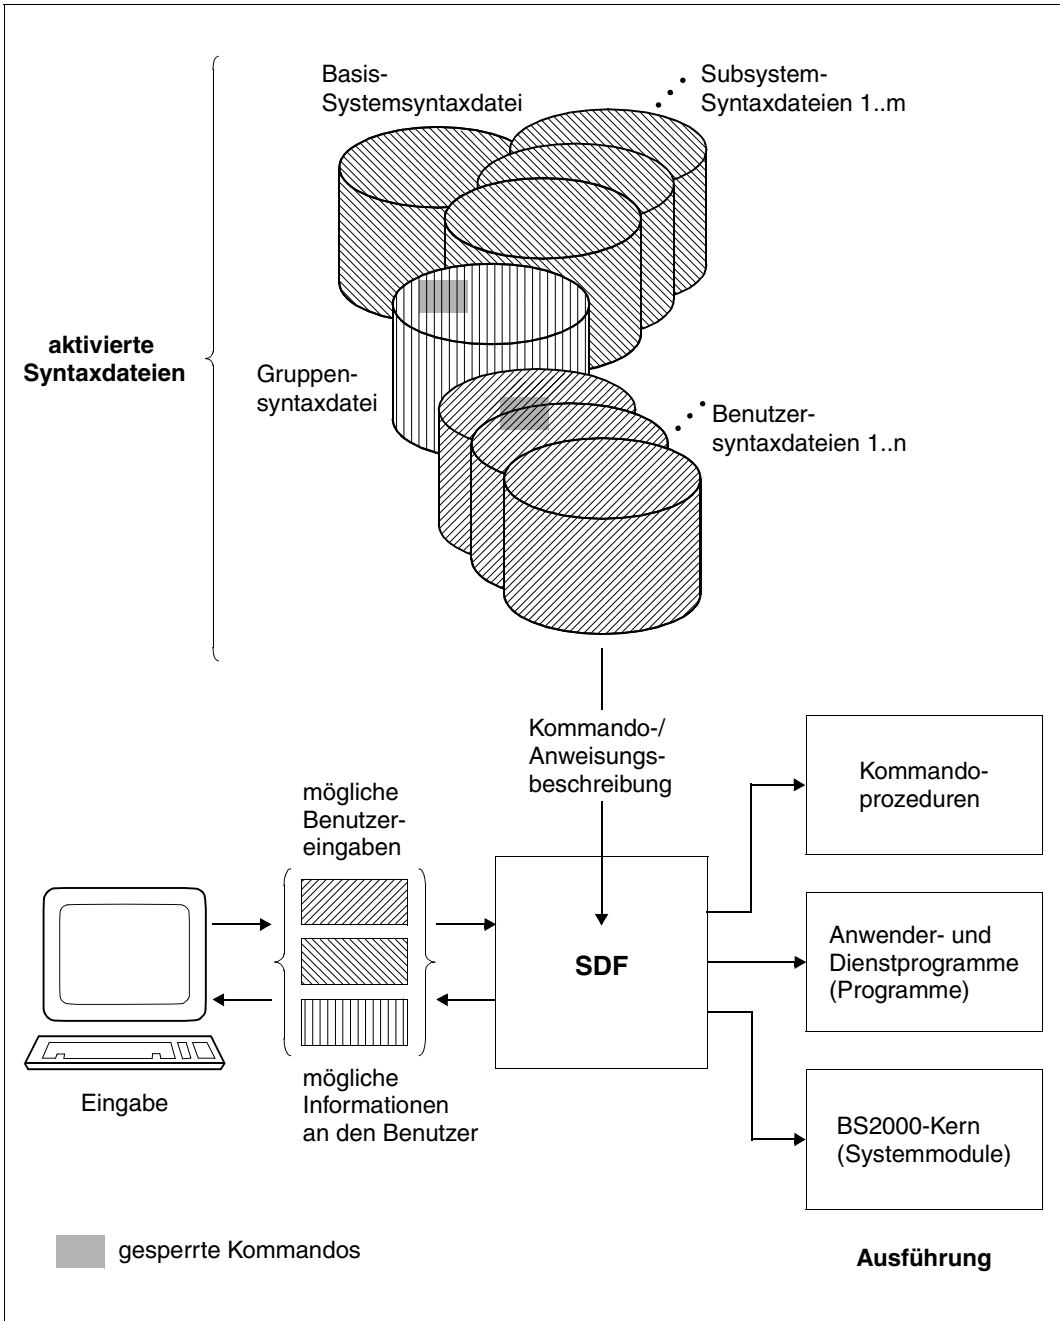 Basis-
Systemsyntaxdatei
Subsystem-
Syntaxdateien 1..m
aktivierte
Syntaxdateien
Gruppen-
syntaxdatei
Benutzer-
syntaxdateien 1..n
Kommando-/
Anweisungs-
beschreibung
mögliche
Benutzer-
eingaben
Kommando-
prozeduren
SDF
Anwender- und
Dienstprogramme
(Programme)
Eingabe
mögliche
Informationen
an den Benutzer
BS2000-Kern
(Systemmodule)
gesperrte Kommandos
Ausführung